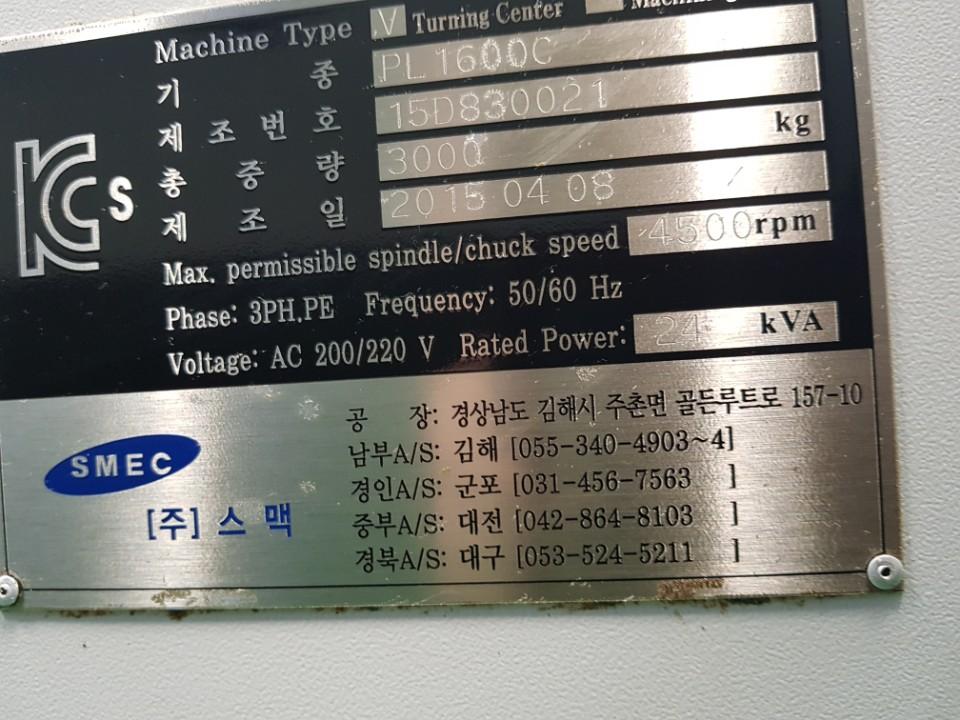 Machine Type V Turning Center
기 종 PL1600C
제 조 번 호 15D830021
총 중 량 3000 kg
제 조 일 2015 04 08
KCs
Max. permissible spindle/chuck speed 4500 rpm
Phase: 3PH,PE Frequency: 50/60 Hz
Voltage: AC 200/220 V Rated Power: 24 kVA
SMEC
[주] 스 맥
공 장: 경상남도 김해시 주촌면 골든루트로 157-10
남부A/S: 김해 [055-340-4903~4]
경인A/S: 군포 [031-456-7563 ]
중부A/S: 대전 [042-864-8103 ]
경북A/S: 대구 [053-524-5211 ]